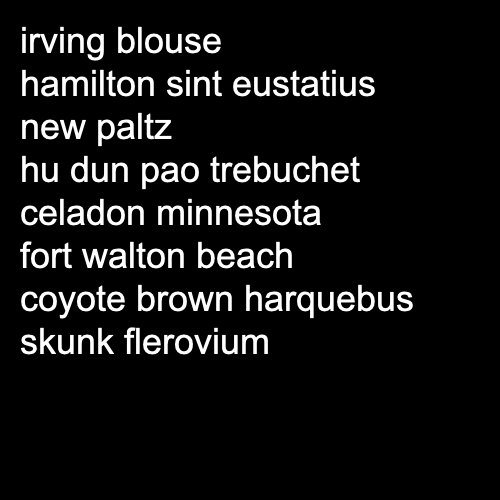 irving blouse
hamilton sint eustatius
new paltz
hu dun pao trebuchet
celadon minnesota
fort walton beach
coyote brown harquebus
skunk flerovium